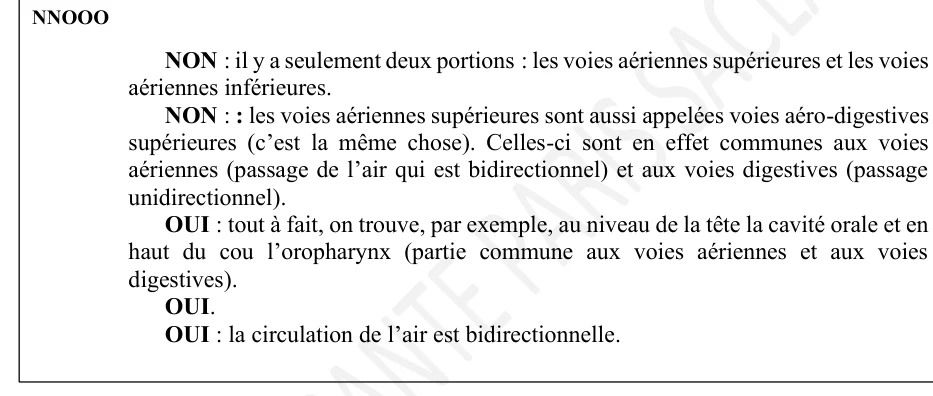 NNOOO
NON : il y a seulement deux portions : les voies aériennes supérieures et les voies
aériennes inférieures.
NON : : les voies aériennes supérieures sont aussi appelées voies aéro-digestives
supérieures (c’est la même chose). Celles-ci sont en effet communes aux voies
aériennes (passage de l’air qui est bidirectionnel) et aux voies digestives (passage
unidirectionnel).
OUI : tout à fait, on trouve, par exemple, au niveau de la tête la cavité orale et en
haut du cou l’oropharynx (partie commune aux voies aériennes et aux voies
digestives).
OUI.
OUI : la circulation de l’air est bidirectionnelle.